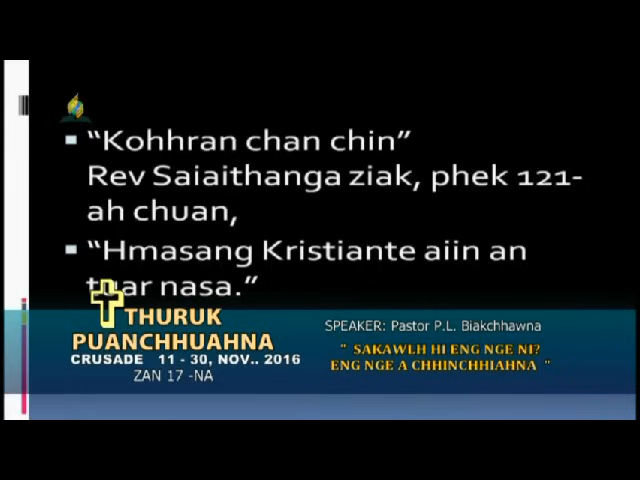 “Kohhran chan chin”
Rev Saiaithanga ziak, phek 121-
ah chuan,
“Hmasang Kristiante aiin an
tuar nasa.”
THURUK
PUANCHHUAHNA
CRUSADE 11 - 30, NOV.. 2016
ZAN 17 -NA
SPEAKER: Pastor P.L. Biakchhawna
" SAKAWLH HI ENG NGE NI?
ENG NGE A CHHINCHHIAHNA "